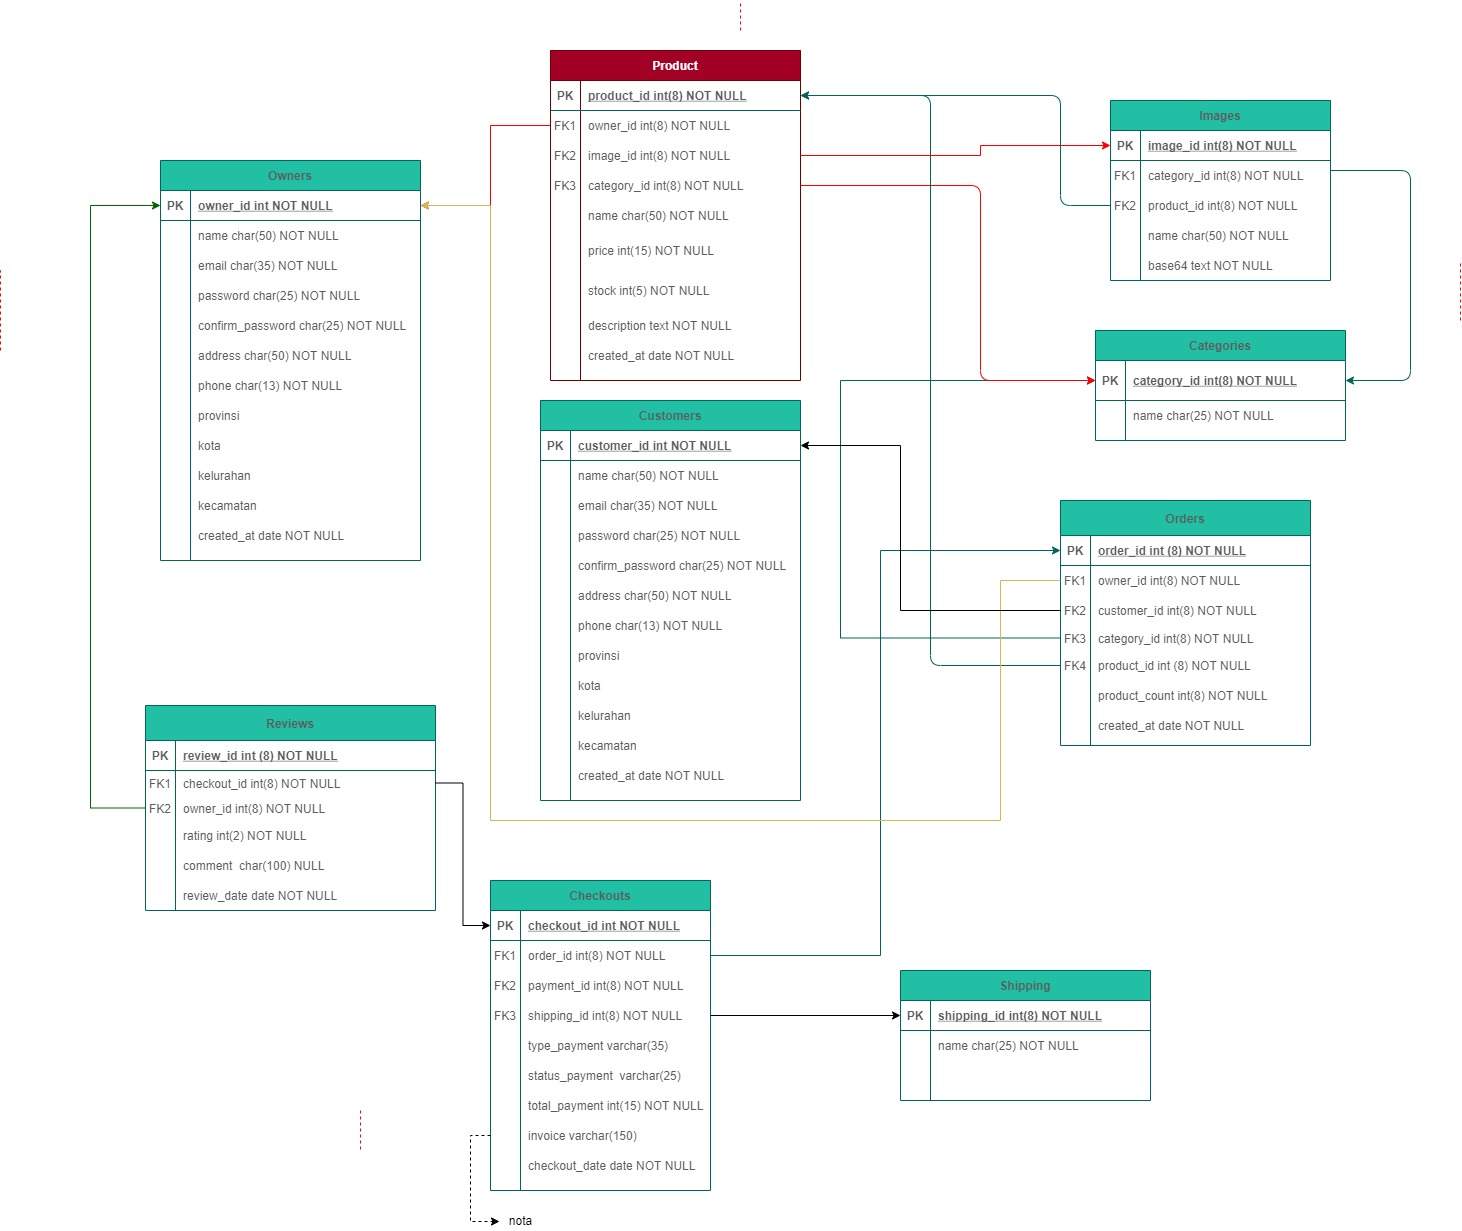 Product
PK product_id int(8) NOT NULL
FK1 owner_id int(8) NOT NULL
FK2 image_id int(8) NOT NULL
FK3 category_id int(8) NOT NULL
name char(50) NOT NULL
price int(15) NOT NULL
stock int(5) NOT NULL
description text NOT NULL
created_at date NOT NULL
Images
PK image_id int(8) NOT NULL
FK1 category_id int(8) NOT NULL
FK2 product_id int(8) NOT NULL
name char(50) NOT NULL
base64 text NOT NULL
Owners
PK owner_id int NOT NULL
name char(50) NOT NULL
email char(35) NOT NULL
password char(25) NOT NULL
confirm_password char(25) NOT NULL
address char(50) NOT NULL
phone char(13) NOT NULL
provinsi
kota
kelurahan
kecamatan
created_at date NOT NULL
Categories
PK category_id int(8) NOT NULL
name char(25) NOT NULL
Customers
PK customer_id int NOT NULL
name char(50) NOT NULL
email char(35) NOT NULL
password char(25) NOT NULL
confirm_password char(25) NOT NULL
address char(50) NOT NULL
phone char(13) NOT NULL
provinsi
kota
kelurahan
kecamatan
created_at date NOT NULL
Orders
PK order_id int (8) NOT NULL
FK1 owner_id int(8) NOT NULL
FK2 customer_id int(8) NOT NULL
FK3 category_id int(8) NOT NULL
FK4 product_id int (8) NOT NULL
product_count int(8) NOT NULL
created_at date NOT NULL
Reviews
PK review_id int (8) NOT NULL
FK1 checkout_id int(8) NOT NULL
FK2 owner_id int(8) NOT NULL
rating int(2) NOT NULL
comment char(100) NULL
review_date date NOT NULL
Checkouts
PK checkout_id int NOT NULL
FK1 order_id int(8) NOT NULL
FK2 payment_id int(8) NOT NULL
FK3 shipping_id int(8) NOT NULL
type_payment varchar(35)
status_payment varchar(25)
total_payment int(15) NOT NULL
invoice varchar(150)
checkout_date date NOT NULL
Shipping
PK shipping_id int(8) NOT NULL
name char(25) NOT NULL
nota